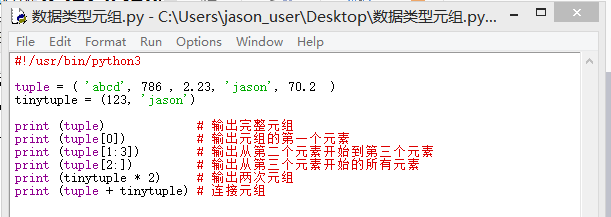 数据类型元组.py - C:\Users\jason_user\Desktop\数据类型元组.py...
File Edit Format Run Options Window Help
#!/usr/bin/python3
tuple = ( 'abcd', 786 , 2.23, 'jason', 70.2 )
tinytuple = (123, 'jason')
print (tuple) # 输出完整元组
print (tuple[0]) # 输出元组的第一个元素
print (tuple[1:3]) # 输出从第二个元素开始到第三个元素
print (tuple[2:]) # 输出从第三个元素开始的所有元素
print (tinytuple * 2) # 输出两次元组
print (tuple + tinytuple) # 连接元组